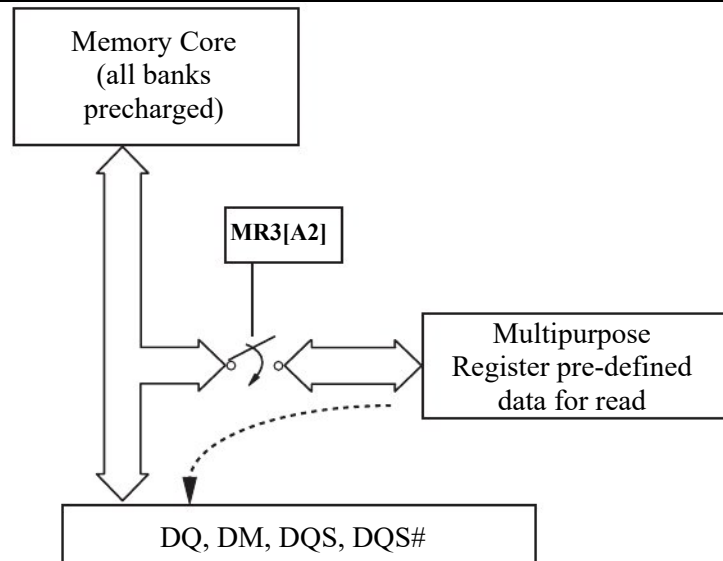 Memory Core
(all banks
precharged)
MR3[A2]
Multipurpose
Register pre-defined
data for read
DQ, DM, DQS, DQS#